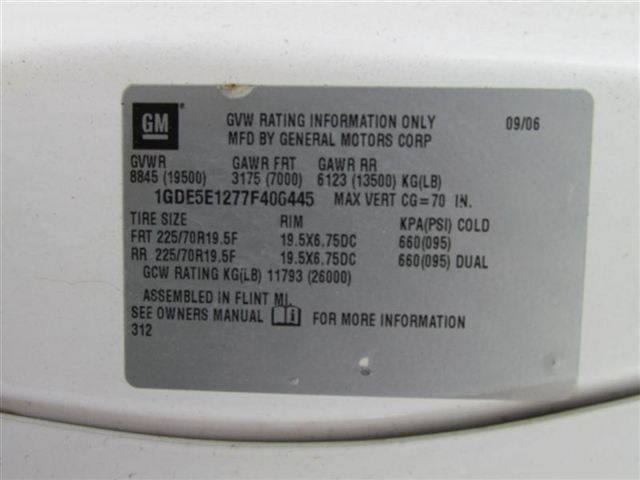 GM GVW RATING INFORMATION ONLY 09/06
MFD BY GENERAL MOTORS CORP
GVWR GAWR FRT GAWR RR
8845 (19500) 3175 (7000) 6123 (13500) KG(LB)
1GDE5E1277F406445 MAX VERT CG=70 IN.
TIRE SIZE RIM KPA(PSI) COLD
FRT 225/70R19.5F 19.5X6.75DC 660(095)
RR 225/70R19.5F 19.5X6.75DC 660(095) DUAL
GCW RATING KG(LB) 11793 (26000)
ASSEMBLED IN FLINT MI.
SEE OWNERS MANUAL i FOR MORE INFORMATION
312